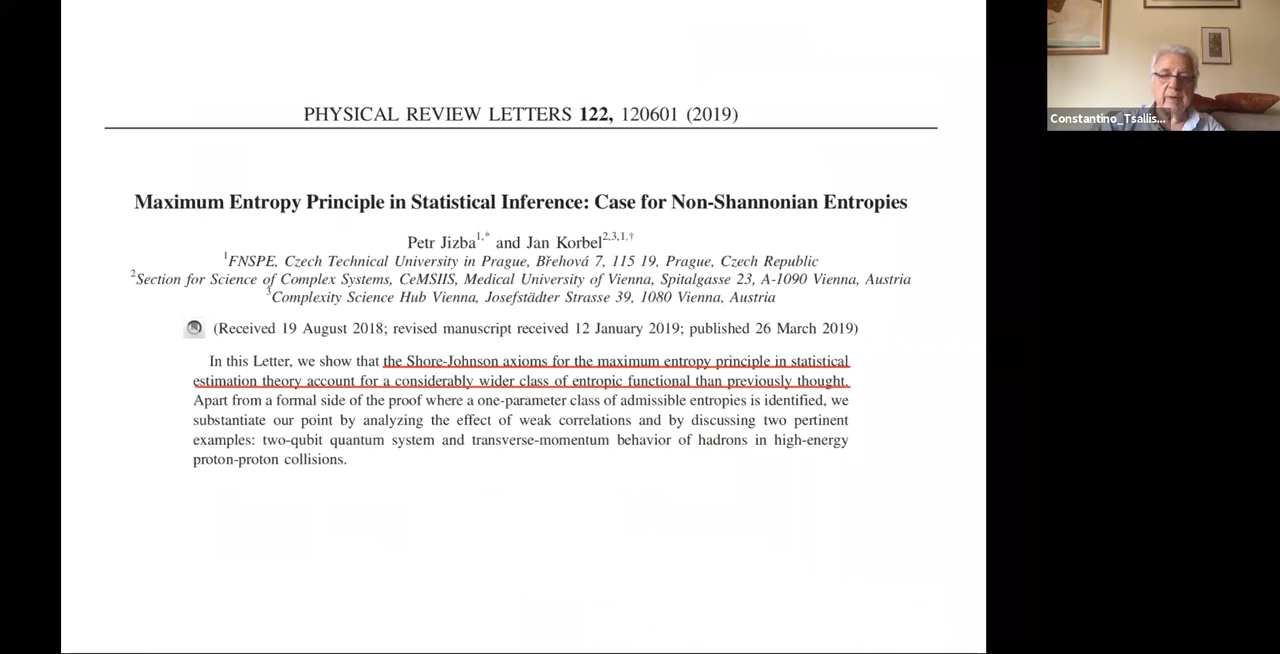 PHYSICAL REVIEW LETTERS 122, 120601 (2019)
Maximum Entropy Principle in Statistical Inference: Case for Non-Shannonian Entropies
Petr Jizba1,* and Jan Korbel2,3,1,†
1FNSPE, Czech Technical University in Prague, Břehová 7, 115 19, Prague, Czech Republic
2Section for Science of Complex Systems, CeMSIIS, Medical University of Vienna, Spitalgasse 23, A-1090 Vienna, Austria
3Complexity Science Hub Vienna, Josefstädter Strasse 39, 1080 Vienna, Austria
(Received 19 August 2018; revised manuscript received 12 January 2019; published 26 March 2019)
In this Letter, we show that the Shore-Johnson axioms for the maximum entropy principle in statistical
estimation theory account for a considerably wider class of entropic functional than previously thought.
Apart from a formal side of the proof where a one-parameter class of admissible entropies is identified, we
substantiate our point by analyzing the effect of weak correlations and by discussing two pertinent
examples: two-qubit quantum system and transverse-momentum behavior of hadrons in high-energy
proton-proton collisions.
Constantino_Tsallis...